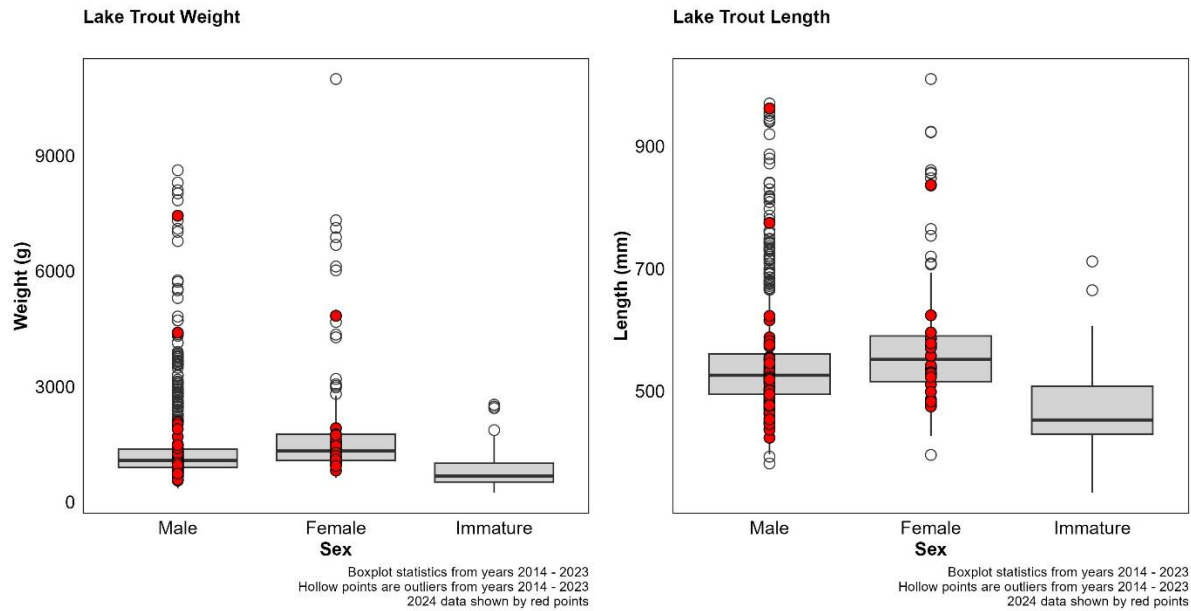 Lake Trout Weight
9000
6000
3000
0
Weight (g)
Male Female Immature
Sex
Boxplot statistics from years 2014 - 2023
Hollow points are outliers from years 2014 - 2023
2024 data shown by red points
Lake Trout Length
900
700
500
Length (mm)
Male Female Immature
Sex
Boxplot statistics from years 2014 - 2023
Hollow points are outliers from years 2014 - 2023
2024 data shown by red points